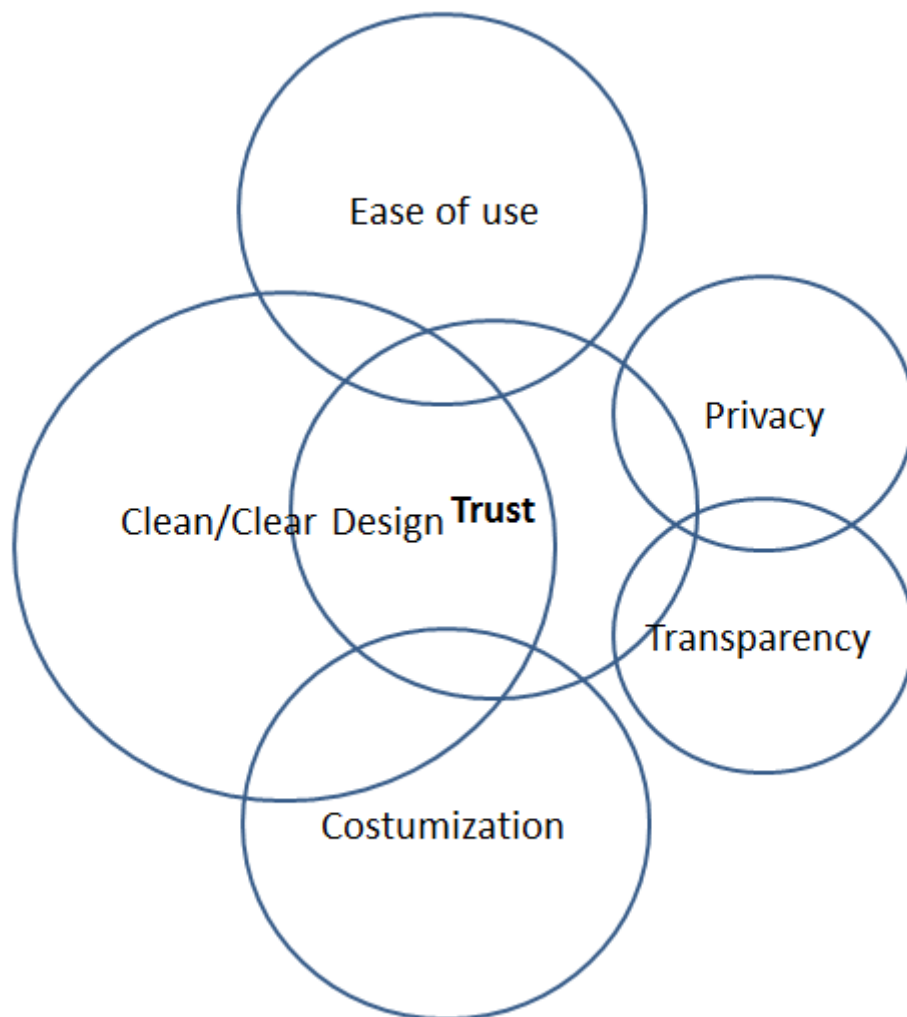 Ease of use
Privacy
Clean/Clear Design
Trust
Transparency
Costumization